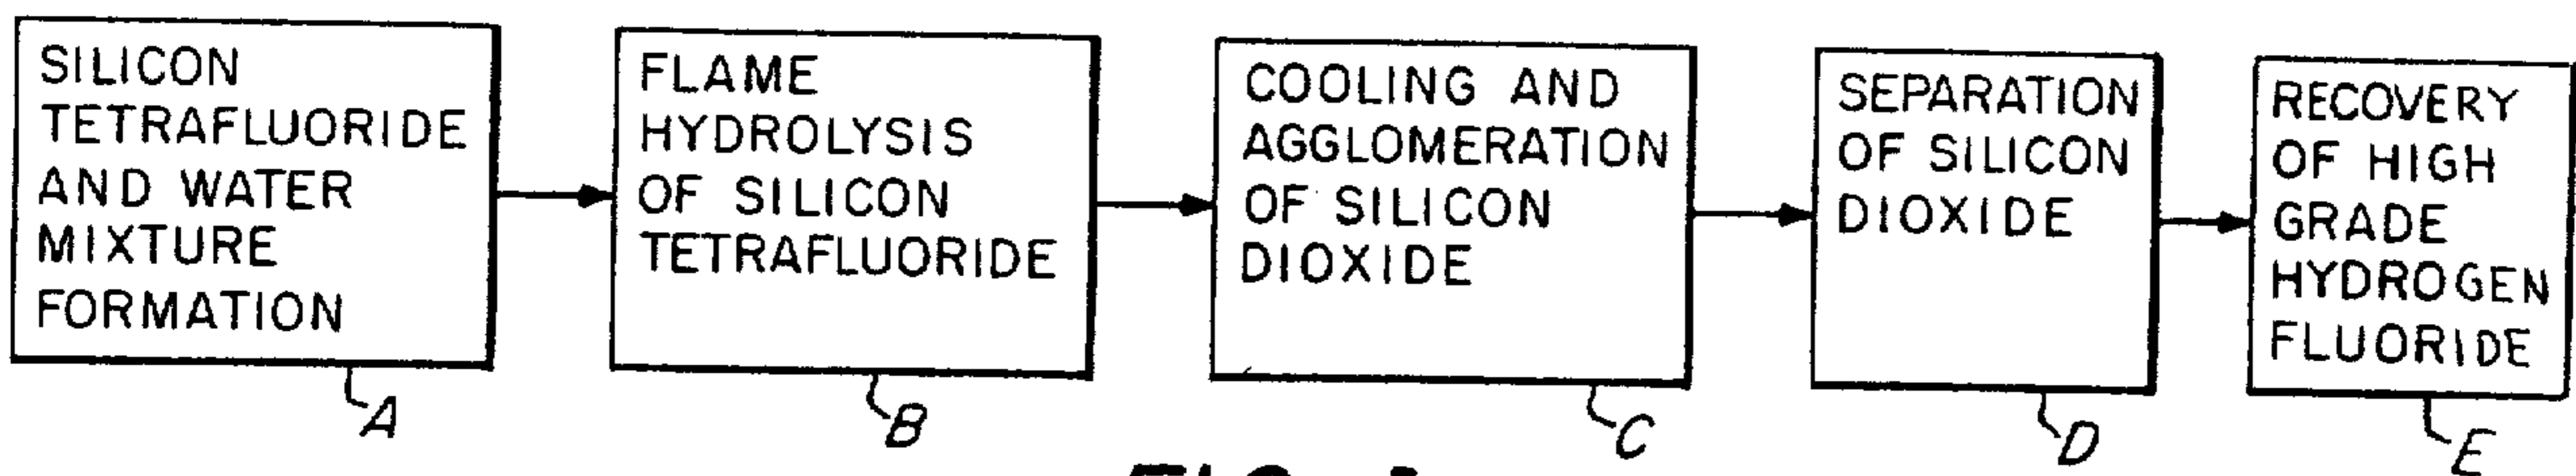 SILICON
TETRAFLUORIDE
AND WATER
MIXTURE
FORMATION
A
FLAME
HYDROLYSIS
OF SILICON
TETRAFLUORIDE
B
COOLING AND
AGGLOMERATION
OF SILICON
DIOXIDE
C
SEPARATION
OF SILICON
DIOXIDE
D
RECOVERY
OF HIGH
GRADE
HYDROGEN
FLUORIDE
E